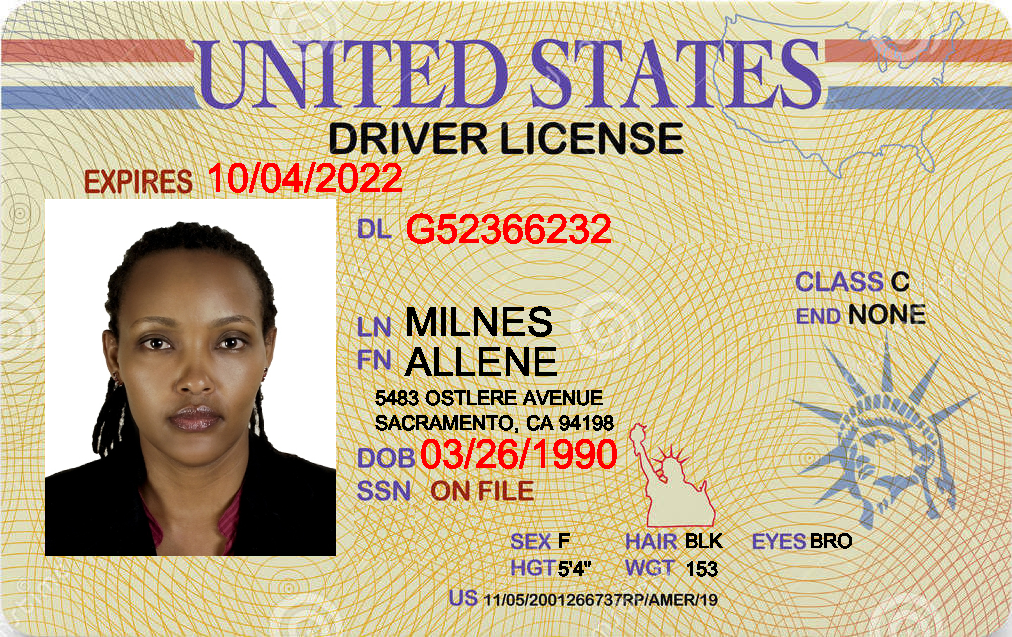 UNITED STATES
DRIVER LICENSE
EXPIRES 10/04/2022
DL G52366232
CLASS C
END NONE
LN MILNES
FN ALLENE
5483 OSTLERE AVENUE
SACRAMENTO, CA 94198
DOB 03/26/1990
SSN ON FILE
SEX F HAIR BLK EYES BRO
HGT 5'4" WGT 153
US 11/05/2001266737RP/AMER/19